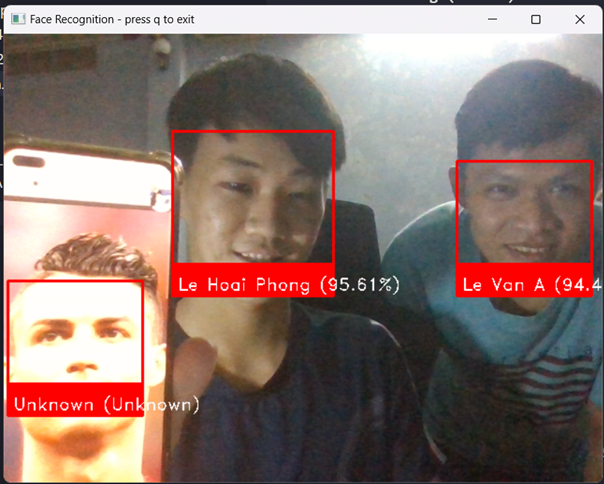 Face Recognition - press q to exit
Le Hoai Phong (95.61%)
Le Van A (94.4
Unknown (Unknown)